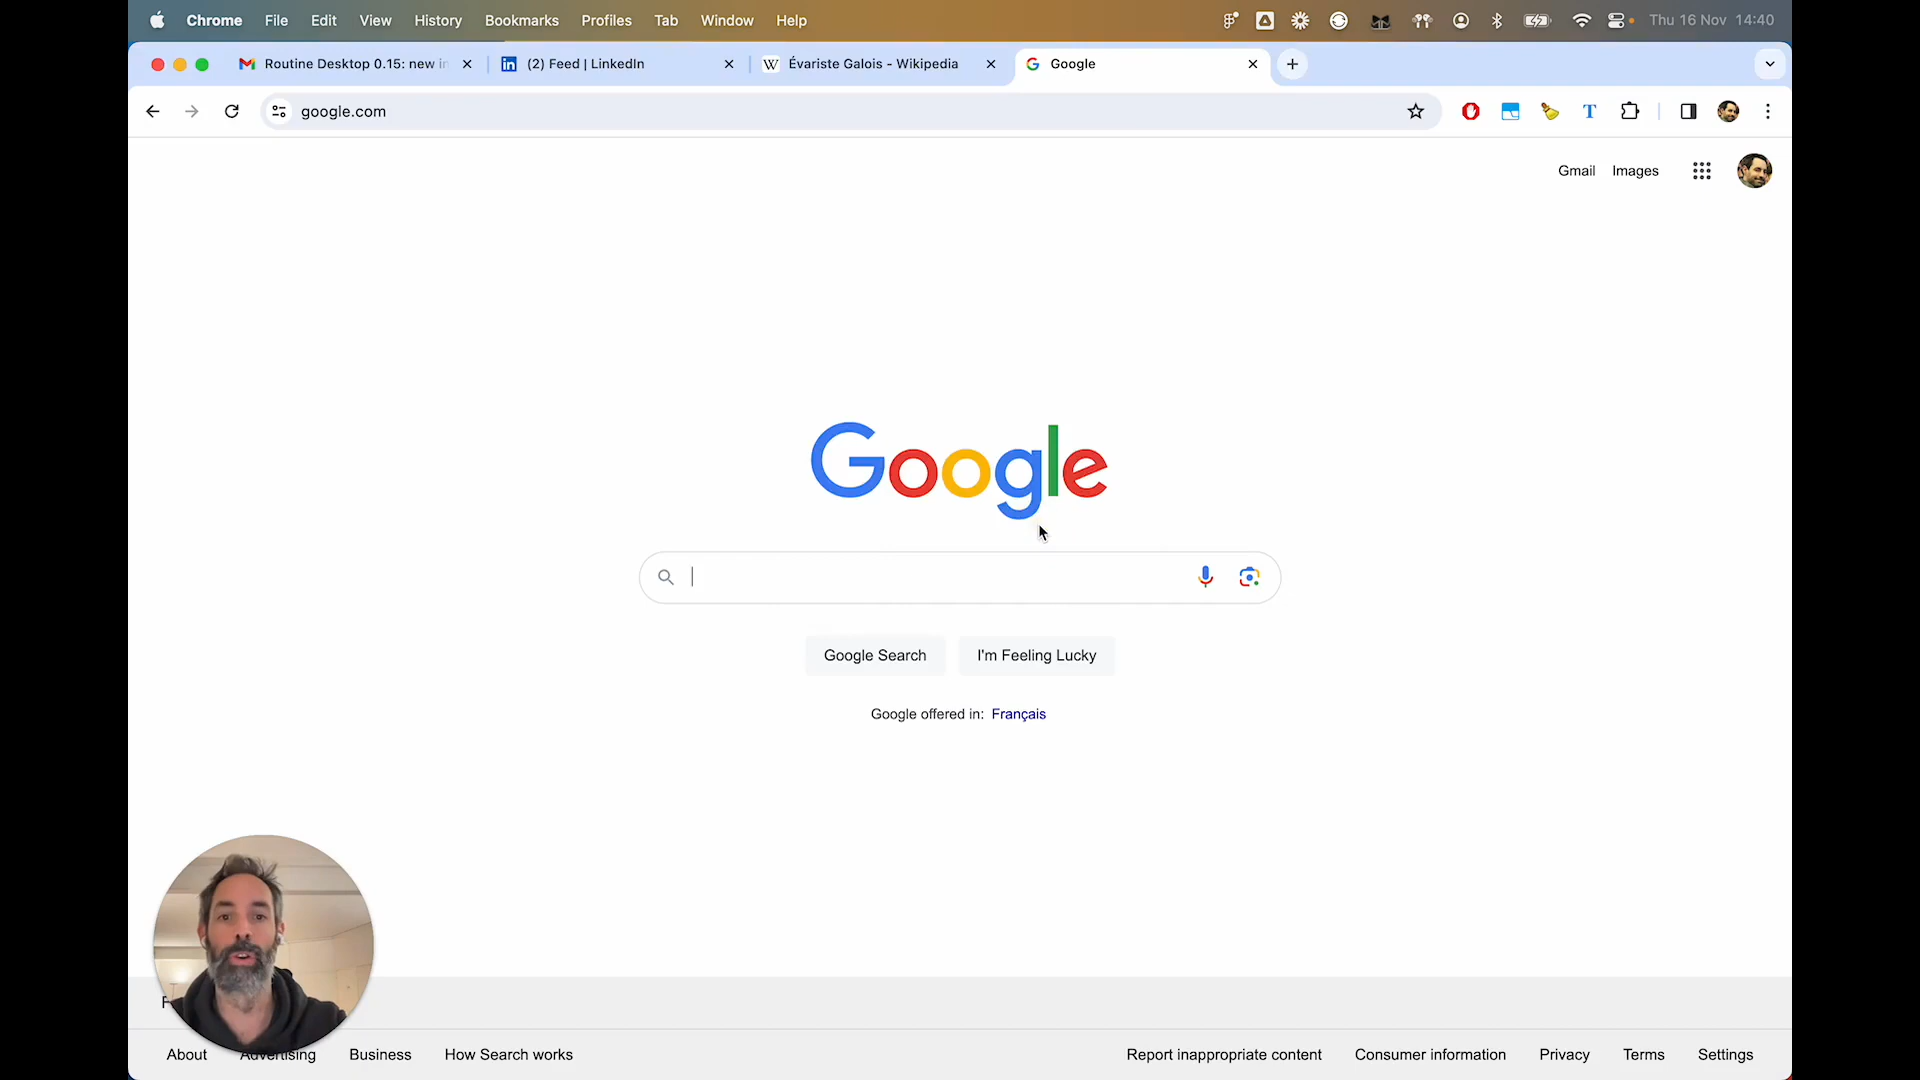 Chrome File Edit View History Bookmarks Profiles Tab Window Help Thu 16 Nov 14:40
Routine Desktop 0.15: new in (2) Feed | LinkedIn Évariste Galois - Wikipedia Google
google.com
Gmail Images
Google
Google Search I'm Feeling Lucky
Google offered in: Français
About Advertising Business How Search works Report inappropriate content Consumer information Privacy Terms Settings